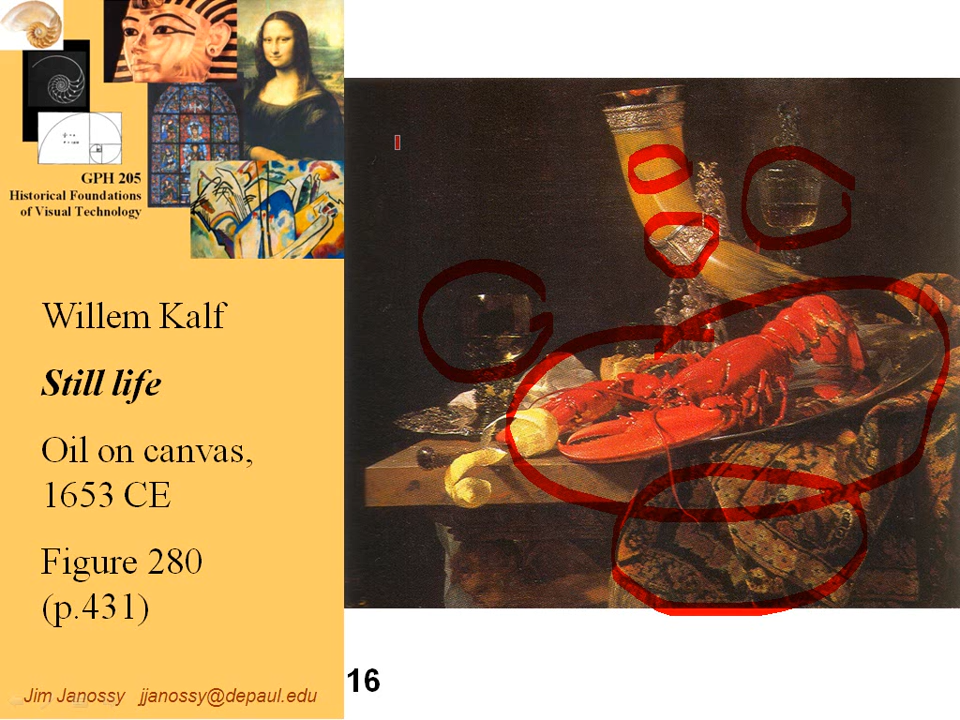 GPH 205
Historical Foundations
of Visual Technology
Willem Kalf
Still life
Oil on canvas,
1653 CE
Figure 280
(p.431)
Jim Janossy jjanossy@depaul.edu
16